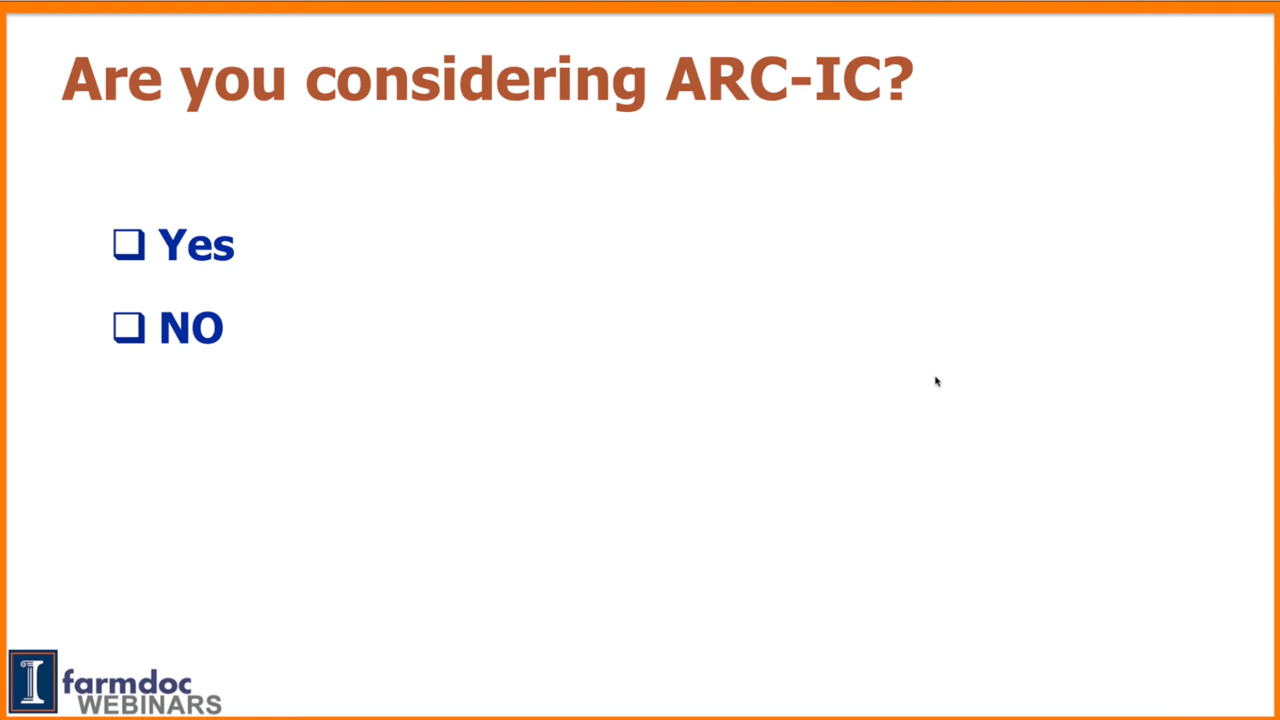 Are you considering ARC-IC?
Yes
NO
I
farmdoc
WEBINARS